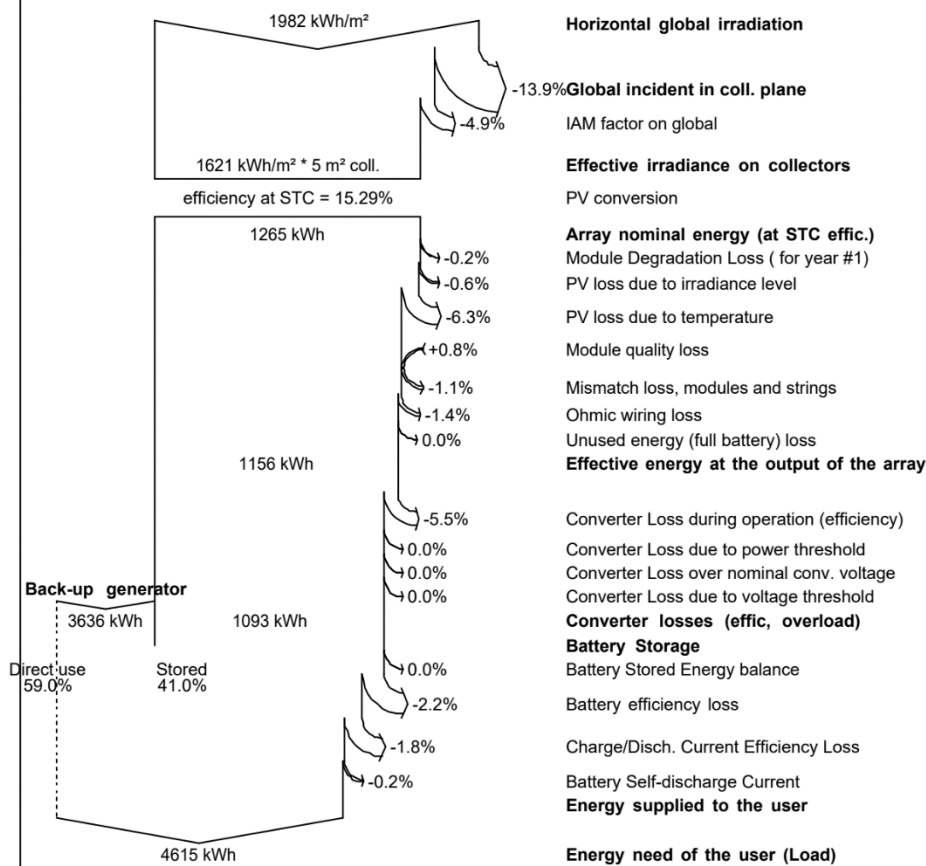 1982 kWh/m² Horizontal global irradiation
-13.9% Global incident in coll. plane
-4.9% IAM factor on global
1621 kWh/m² * 5 m² coll. Effective irradiance on collectors
efficiency at STC = 15.29% PV conversion
1265 kWh Array nominal energy (at STC effic.)
-0.2% Module Degradation Loss ( for year #1)
-0.6% PV loss due to irradiance level
-6.3% PV loss due to temperature
+0.8% Module quality loss
-1.1% Mismatch loss, modules and strings
-1.4% Ohmic wiring loss
0.0% Unused energy (full battery) loss
1156 kWh Effective energy at the output of the array
-5.5% Converter Loss during operation (efficiency)
0.0% Converter Loss due to power threshold
0.0% Converter Loss over nominal conv. voltage
Back-up generator 0.0% Converter Loss due to voltage threshold
3636 kWh 1093 kWh Converter losses (effic, overload)
Battery Storage
Direct use Stored 0.0% Battery Stored Energy balance
59.0% 41.0%
-2.2% Battery efficiency loss
-1.8% Charge/Disch. Current Efficiency Loss
-0.2% Battery Self-discharge Current
Energy supplied to the user
4615 kWh Energy need of the user (Load)